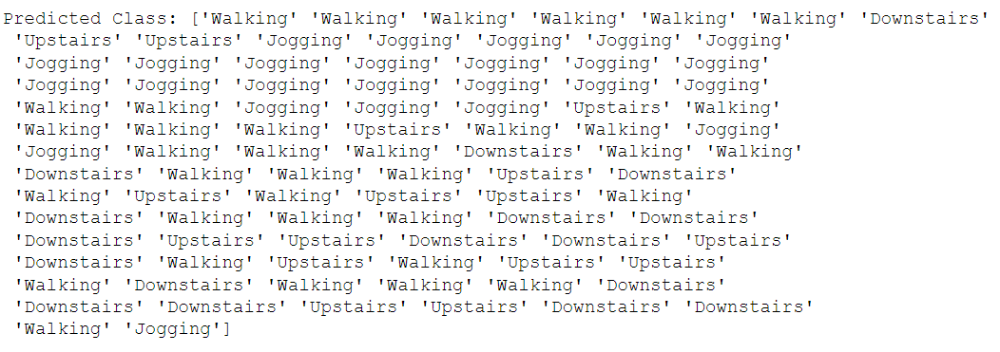 Predicted Class: ['Walking' 'Walking' 'Walking' 'Walking' 'Walking' 'Walking' 'Downstairs'
'Upstairs' 'Upstairs' 'Jogging' 'Jogging' 'Jogging' 'Jogging' 'Jogging'
'Jogging' 'Jogging' 'Jogging' 'Jogging' 'Jogging' 'Jogging' 'Jogging'
'Jogging' 'Jogging' 'Jogging' 'Jogging' 'Jogging' 'Jogging' 'Jogging'
'Walking' 'Walking' 'Jogging' 'Jogging' 'Jogging' 'Upstairs' 'Walking'
'Walking' 'Walking' 'Walking' 'Upstairs' 'Walking' 'Walking' 'Jogging'
'Jogging' 'Walking' 'Walking' 'Walking' 'Downstairs' 'Walking' 'Walking'
'Downstairs' 'Walking' 'Walking' 'Walking' 'Upstairs' 'Downstairs'
'Walking' 'Upstairs' 'Walking' 'Upstairs' 'Upstairs' 'Walking'
'Downstairs' 'Walking' 'Walking' 'Walking' 'Downstairs' 'Downstairs'
'Downstairs' 'Upstairs' 'Upstairs' 'Downstairs' 'Downstairs' 'Upstairs'
'Downstairs' 'Walking' 'Upstairs' 'Walking' 'Upstairs' 'Upstairs'
'Walking' 'Downstairs' 'Walking' 'Walking' 'Walking' 'Downstairs'
'Downstairs' 'Downstairs' 'Upstairs' 'Upstairs' 'Downstairs' 'Downstairs'
'Walking' 'Jogging']